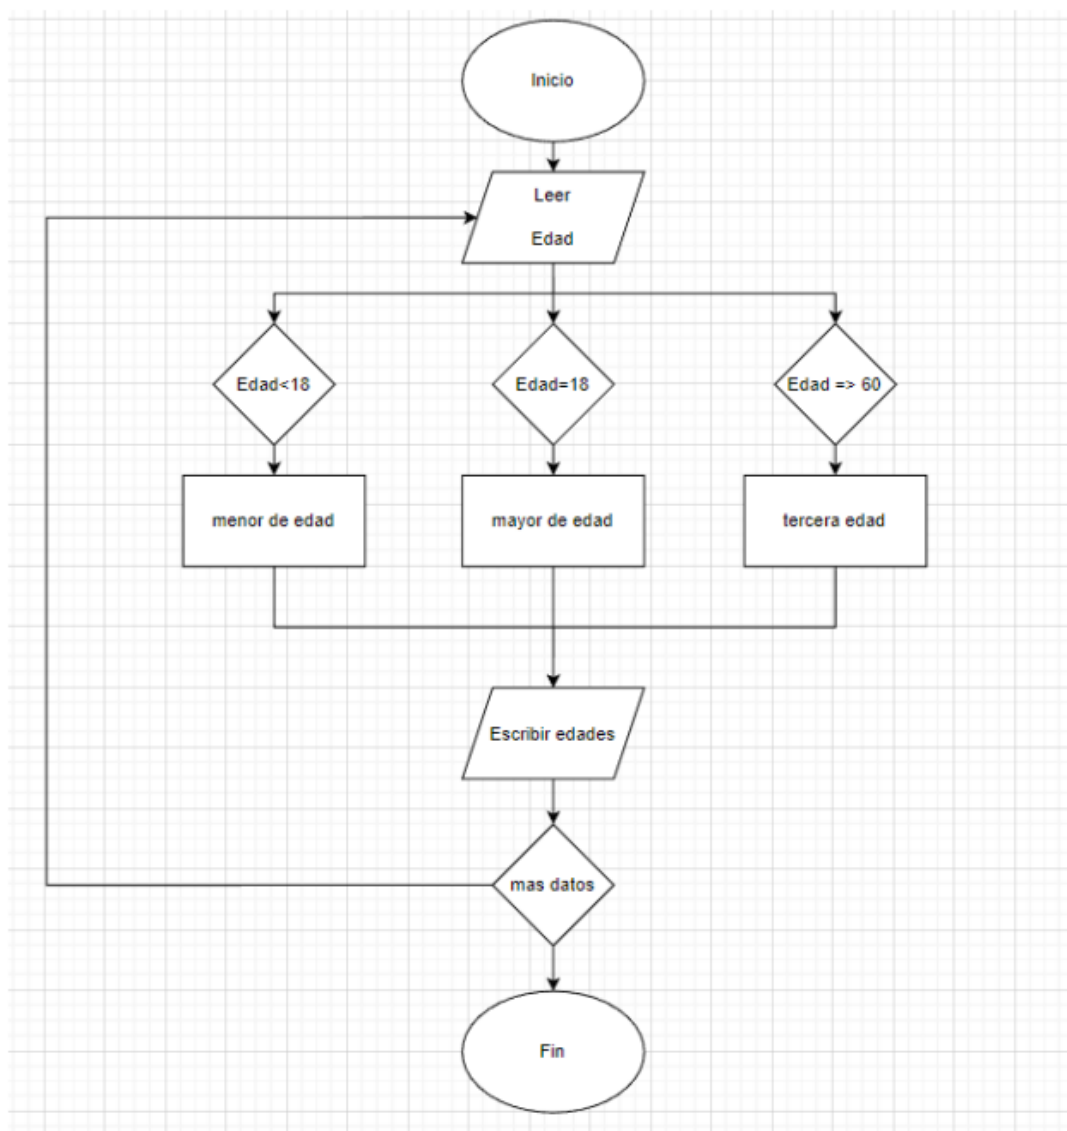 Inicio
Leer
Edad
Edad<18
Edad=18
Edad => 60
menor de edad
mayor de edad
tercera edad
Escribir edades
mas datos
Fin